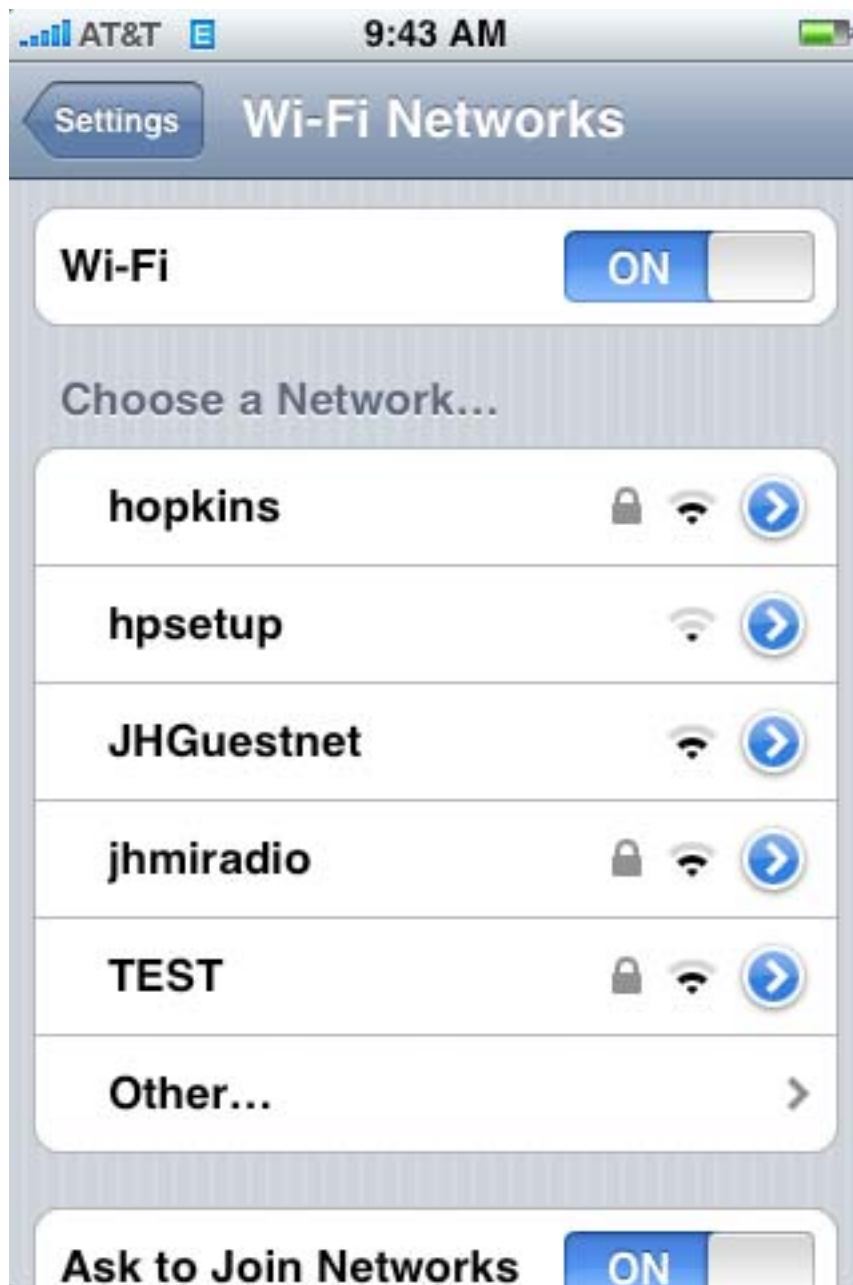 AT&T E 9:43 AM
Settings Wi-Fi Networks
Wi-Fi ON
Choose a Network...
hopkins
hpsetup
JHGuestnet
jhmiradio
TEST
Other...
Ask to Join Networks ON